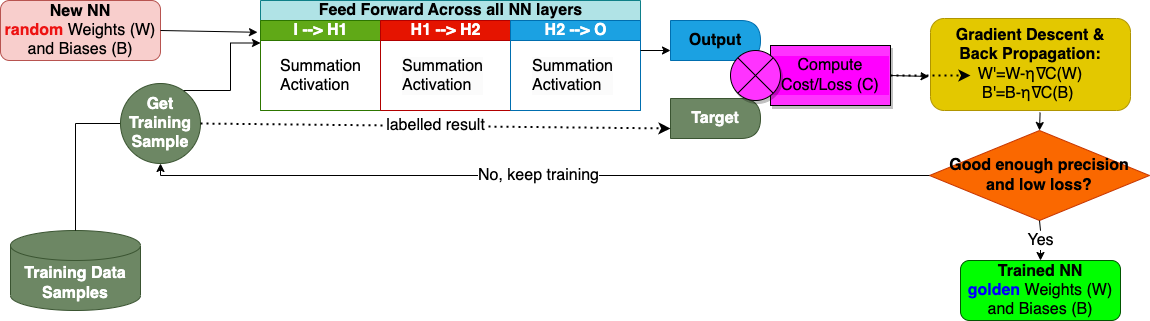 New NN
random Weights (W)
and Biases (B)
Feed Forward Across all NN layers
I --> H1
H1 --> H2
H2 --> O
Summation
Activation
Summation
Activation
Summation
Activation
Output
Compute
Cost/Loss (C)
Target
Gradient Descent &
Back Propagation:
W'=W-η∇C(W)
B'=B-η∇C(B)
Get
Training
Sample
labelled result
Good enough precision
and low loss?
No, keep training
Yes
Training Data
Samples
Trained NN
golden Weights (W)
and Biases (B)